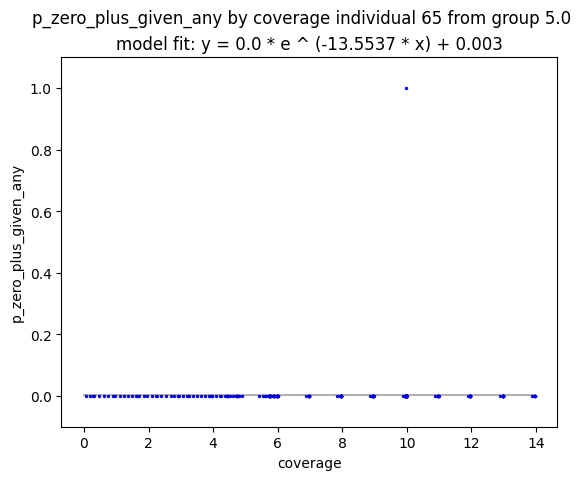 p_zero_plus_given_any by coverage individual 65 from group 5.0
model fit: y = 0.0 * e ^ (-13.5537 * x) + 0.003
1.0
0.8
0.6
0.4
0.2
0.0
p_zero_plus_given_any
0 2 4 6 8 10 12 14
coverage